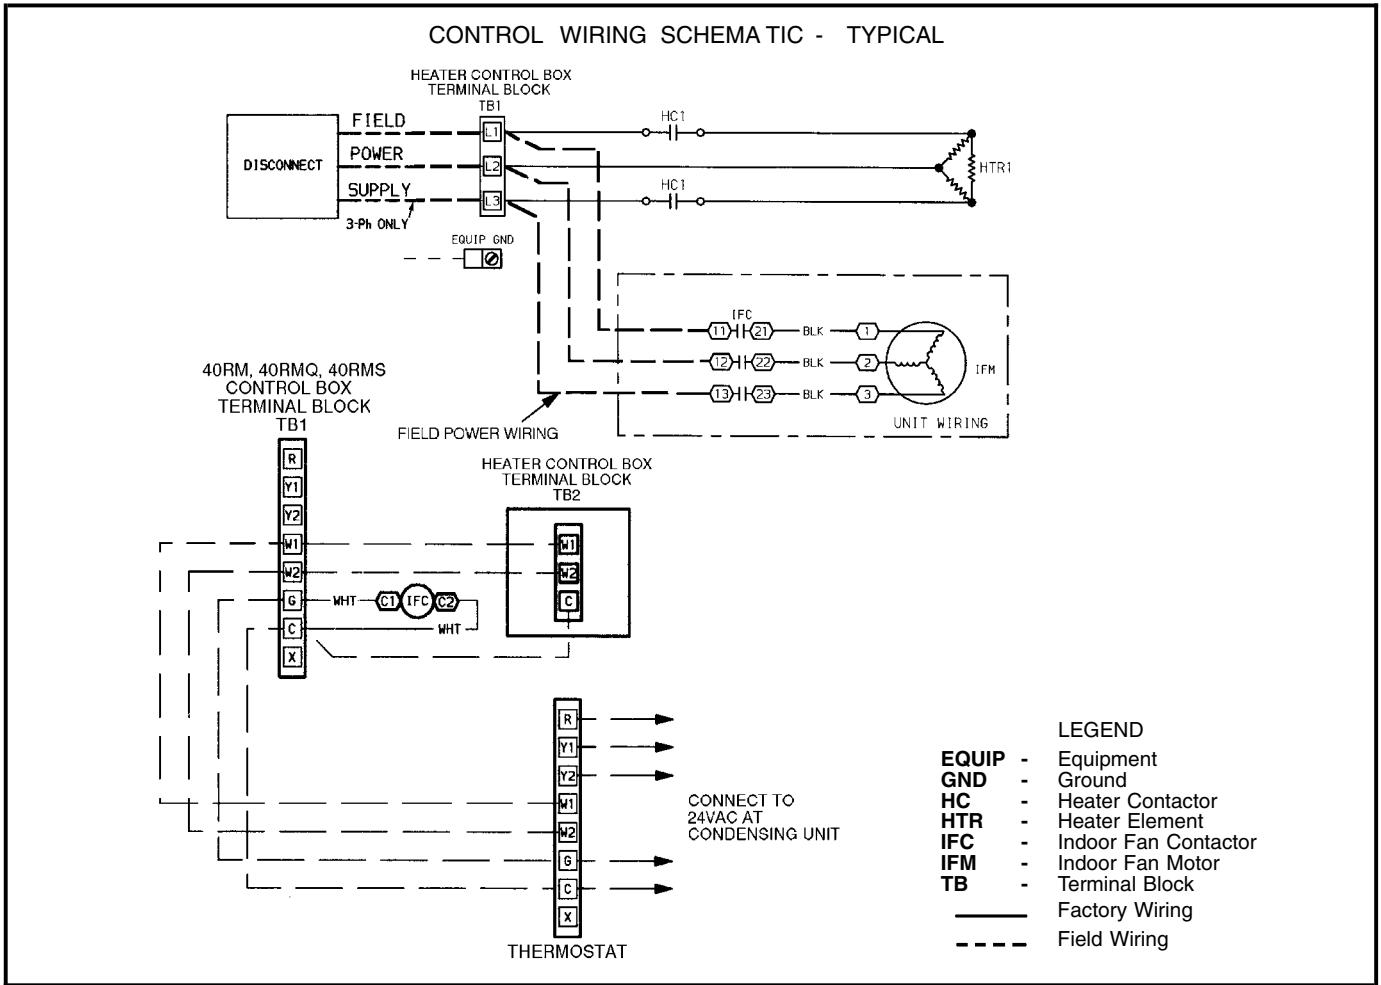 CONTROL WIRING SCHEMA TIC - TYPICAL
HEATER CONTROL BOX
TERMINAL BLOCK
TB1
DISCONNECT
FIELD
POWER
SUPPLY
3-Ph ONLY
L1
L2
L3
HC1
HC1
HTR1
EQUIP GND
IFC
11
21
BLK
1
12
22
BLK
2
13
23
BLK
3
IFM
UNIT WIRING
FIELD POWER WIRING
40RM, 40RMQ, 40RMS
CONTROL BOX
TERMINAL BLOCK
TB1
R
Y1
Y2
W1
W2
G
C
X
WHT
C1
IFC
C2
WHT
HEATER CONTROL BOX
TERMINAL BLOCK
TB2
W1
W2
C
R
Y1
Y2
W1
W2
G
C
X
THERMOSTAT
CONNECT TO
24VAC AT
CONDENSING UNIT
LEGEND
EQUIP - Equipment
GND - Ground
HC - Heater Contactor
HTR - Heater Element
IFC - Indoor Fan Contactor
IFM - Indoor Fan Motor
TB - Terminal Block
Factory Wiring
Field Wiring